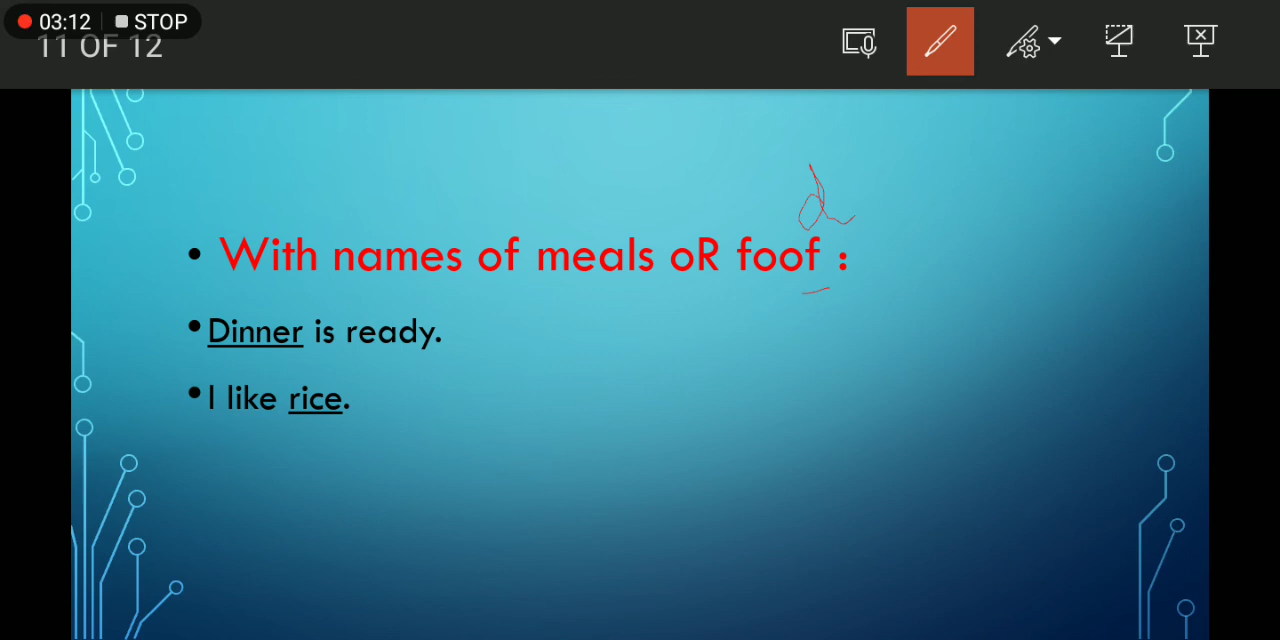 03:12 STOP
11 OF 12
d
• With names of meals oR foof :
• Dinner is ready.
• I like rice.